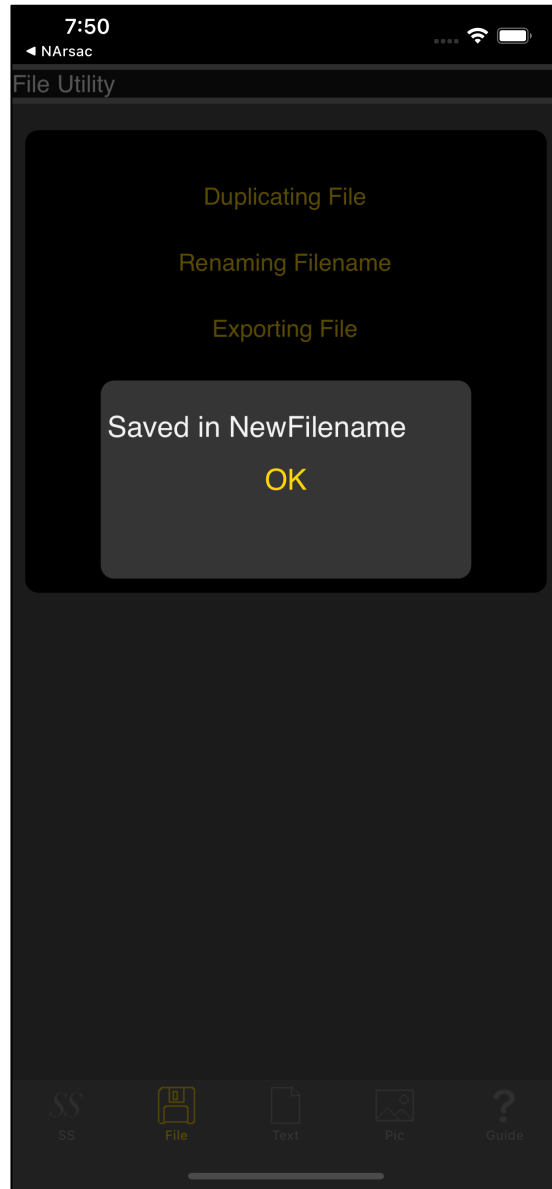 7:50
◀ NArsac
File Utility
Duplicating File
Renaming Filename
Exporting File
Saved in NewFilename
OK
SS
SS File Text Pic Guide